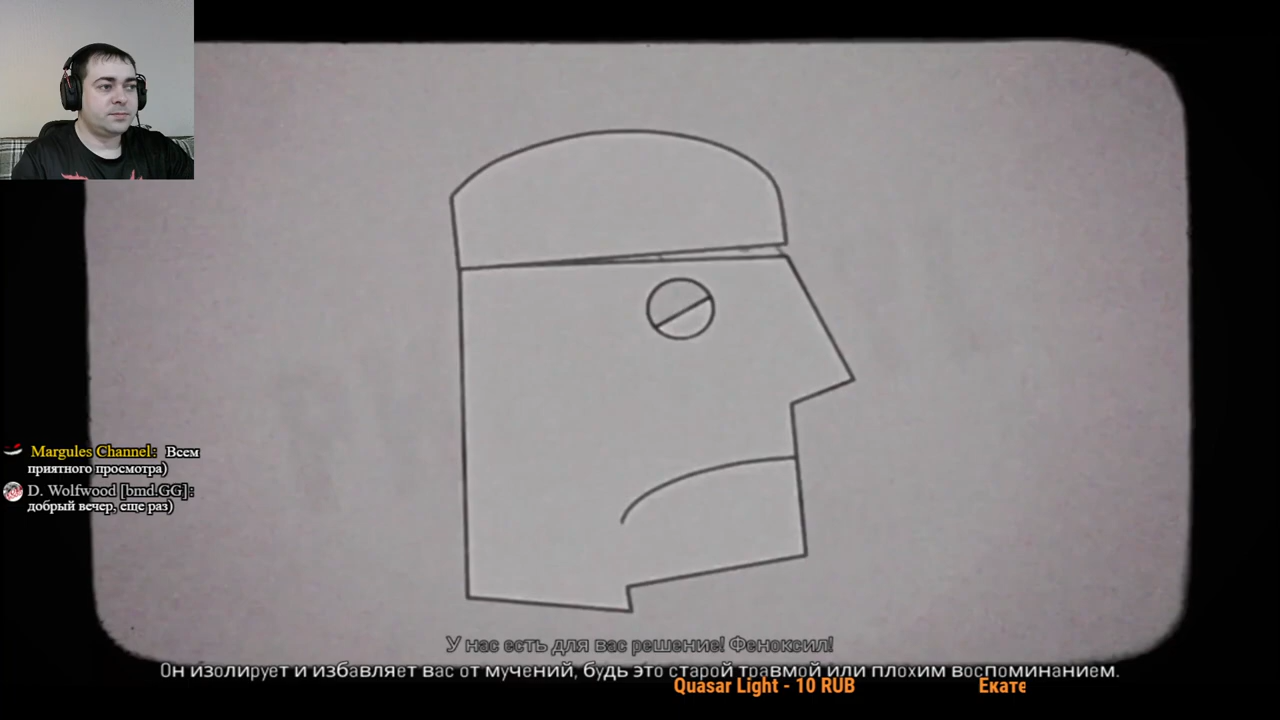 Margules Channel: Всем
приятного просмотра)
D. Wolfwood [bmd.GG]:
добрый вечер, еще раз)
У нас есть для вас решение! Феноксил!
Он изолирует и избавляет вас от мучений, будь это старой травмой или плохим воспоминанием.
Quasar Light - 10 RUB Екате